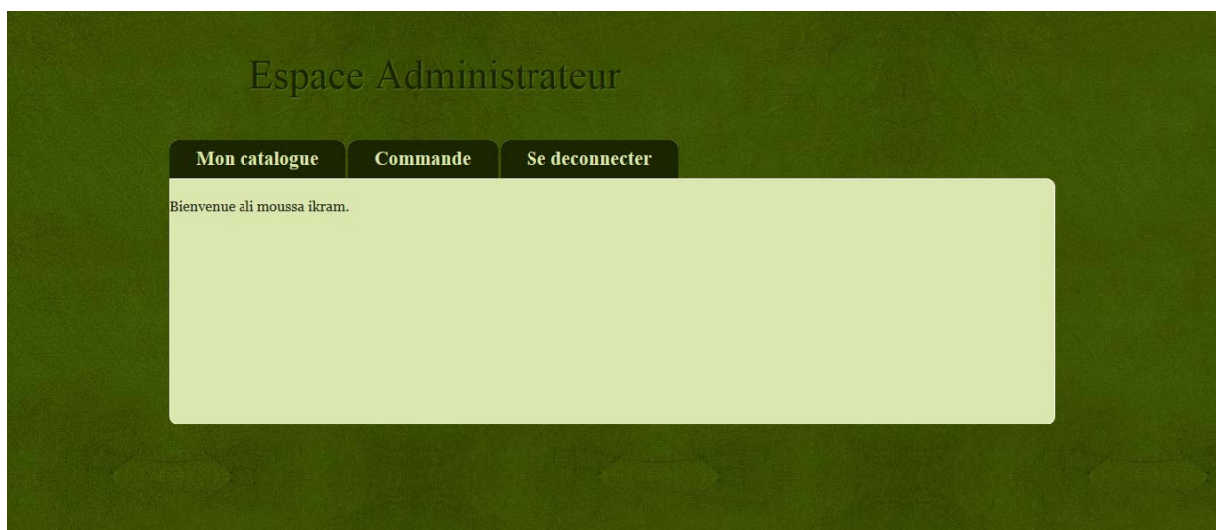 Espace Administrateur
Mon catalogue Commande Se deconnecter
Bienvenue ali moussa ikram.